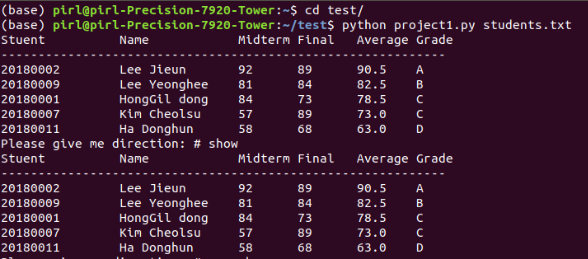 (base) pirl@pirl-Precision-7920-Tower:~$ cd test/
(base) pirl@pirl-Precision-7920-Tower:~/test$ python project1.py students.txt
Stuent Name Midterm Final Average Grade
------------------------------------------------------------
20180002 Lee Jieun 92 89 90.5 A
20180009 Lee Yeonghee 81 84 82.5 B
20180001 HongGil dong 84 73 78.5 C
20180007 Kim Cheolsu 57 89 73.0 C
20180011 Ha Donghun 58 68 63.0 D
Please give me direction: # show
Stuent Name Midterm Final Average Grade
------------------------------------------------------------
20180002 Lee Jieun 92 89 90.5 A
20180009 Lee Yeonghee 81 84 82.5 B
20180001 HongGil dong 84 73 78.5 C
20180007 Kim Cheolsu 57 89 73.0 C
20180011 Ha Donghun 58 68 63.0 D